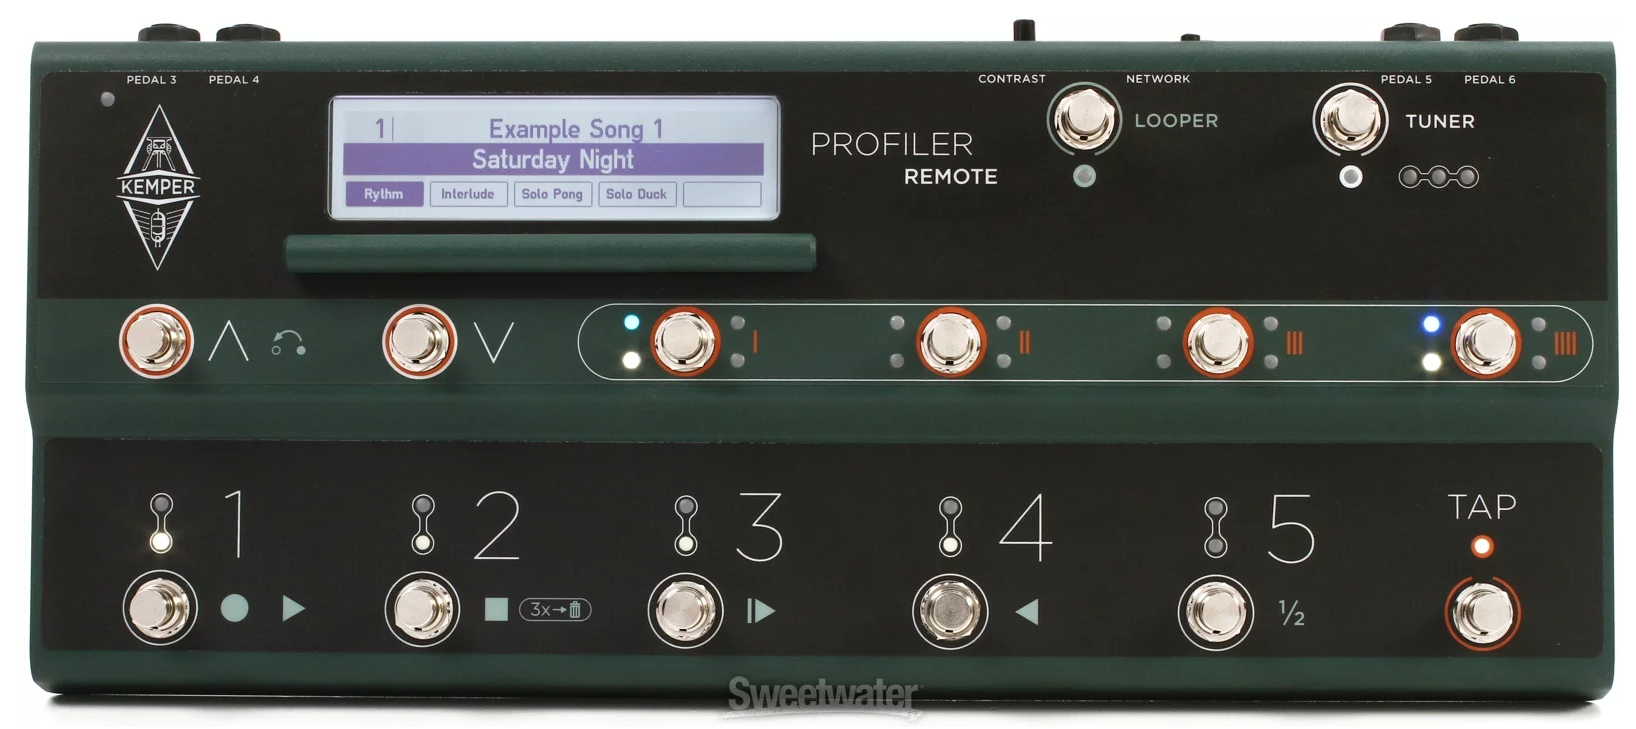 PEDAL 3 PEDAL 4 CONTRAST NETWORK PEDAL 5 PEDAL 6
LOOPER TUNER
KEMPER
1 Example Song 1
Saturday Night
Rythm Interlude Solo Pong Solo Duck
PROFILER
REMOTE
I II III IIII
1 2 3 4 5 TAP
3x→ 1/2
Sweetwater